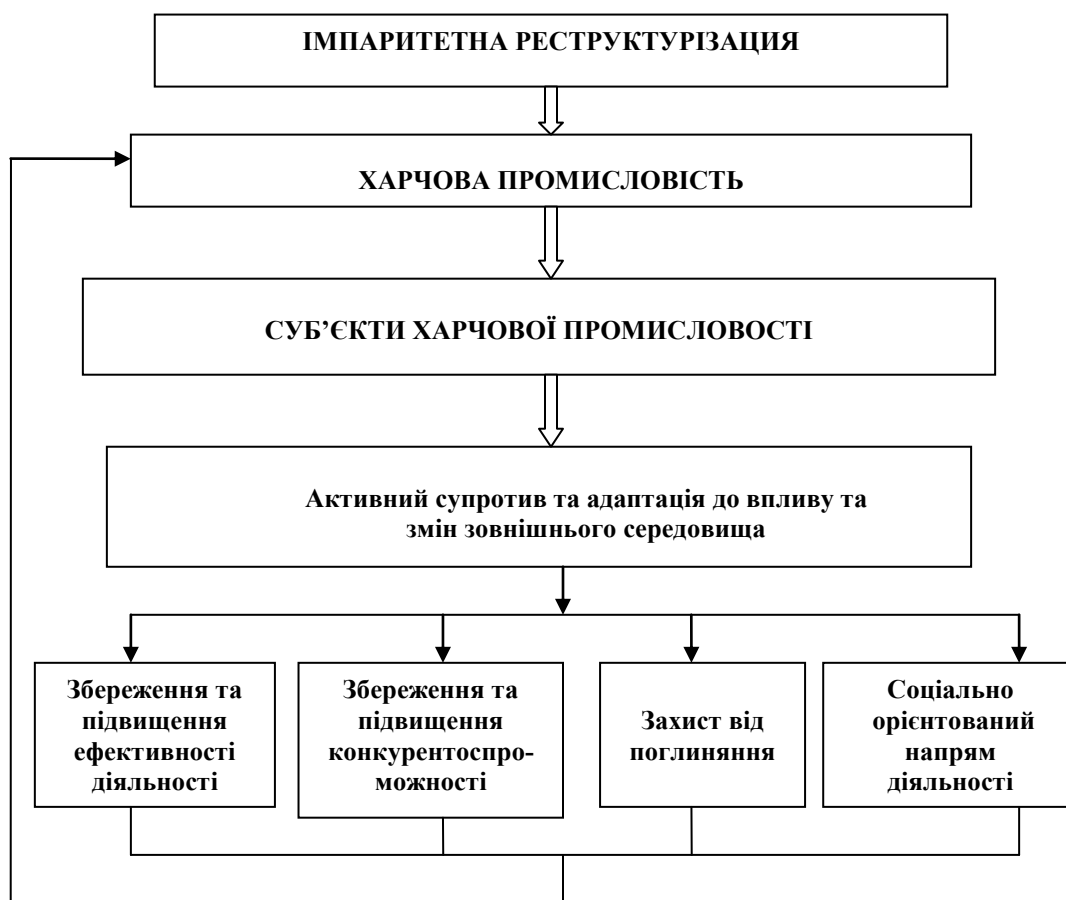 ІМПАРИТЕТНА РЕСТРУКТУРІЗАЦИЯ
ХАРЧОВА ПРОМИСЛОВІСТЬ
СУБ’ЄКТИ ХАРЧОВОЇ ПРОМИСЛОВОСТІ
Активний супротив та адаптація до впливу та
змін зовнішнього середовища
Збереження та
підвищення
ефективності
діяльності
Збереження та
підвищення
конкурентоспро-
можності
Захист від
поглиняння
Соціально
орієнтований
напрям
діяльності